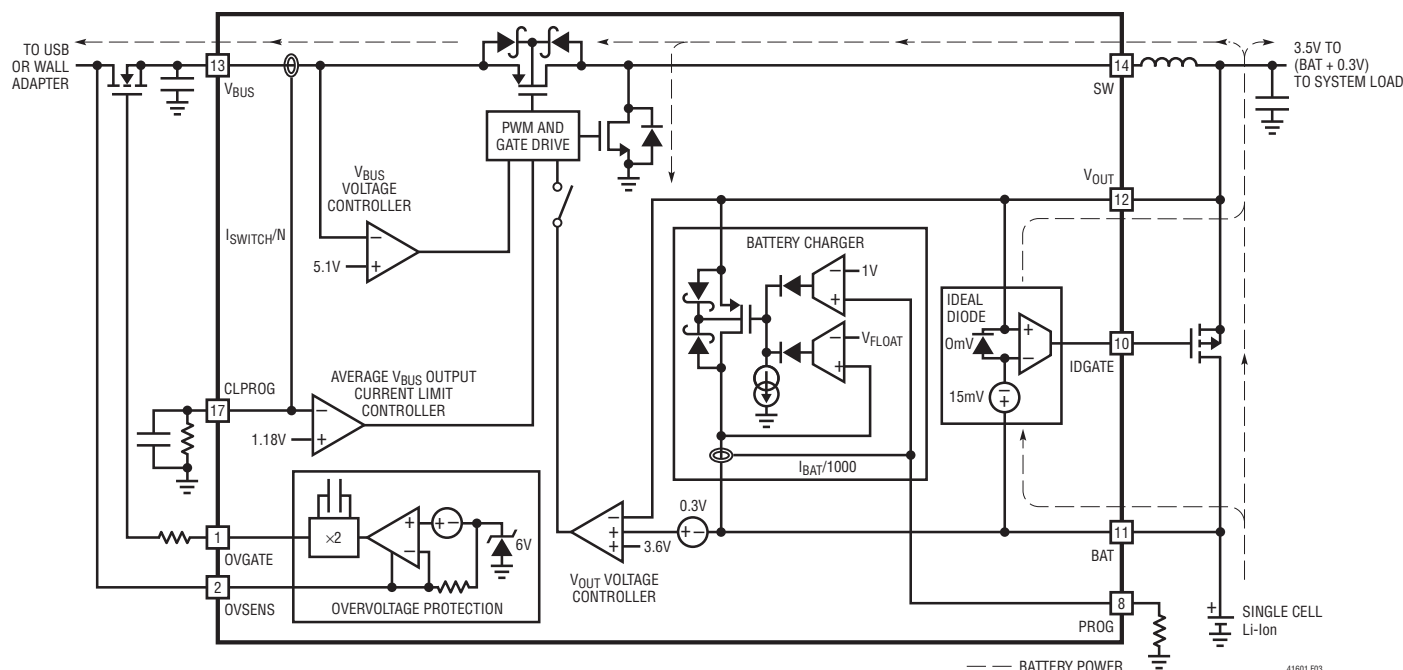 TO USB
OR WALL
ADAPTER
13
VBUS
14
SW
3.5V TO
(BAT + 0.3V)
TO SYSTEM LOAD
PWM AND
GATE DRIVE
VBUS
VOLTAGE
CONTROLLER
ISWITCH/N
−
5.1V
+
VOUT
12
BATTERY CHARGER
−
1V
+
−
VFLOAT
+
IBAT/1000
IDEAL
DIODE
0mV
+
−
−
+
15mV
10
IDGATE
CLPROG
17
AVERAGE VBUS OUTPUT
CURRENT LIMIT
CONTROLLER
−
1.18V
+
×2
+
−
+ −
6V
OVERVOLTAGE PROTECTION
1
OVGATE
2
OVSENS
−
+
+
3.6V
0.3V
+ −
VOUT VOLTAGE
CONTROLLER
11
BAT
8
PROG
+
SINGLE CELL
Li-Ion
BATTERY POWER
41601 F03